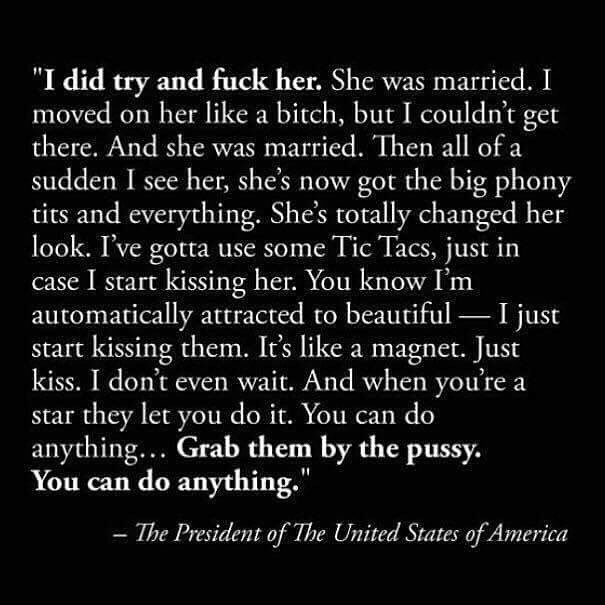 "I did try and fuck her. She was married. I
moved on her like a bitch, but I couldn't get
there. And she was married. Then all of a
sudden I see her, she's now got the big phony
tits and everything. She's totally changed her
look. I've gotta use some Tic Tacs, just in
case I start kissing her. You know I'm
automatically attracted to beautiful — I just
start kissing them. It's like a magnet. Just
kiss. I don't even wait. And when you're a
star they let you do it. You can do
anything… Grab them by the pussy.
You can do anything."
– The President of The United States of America